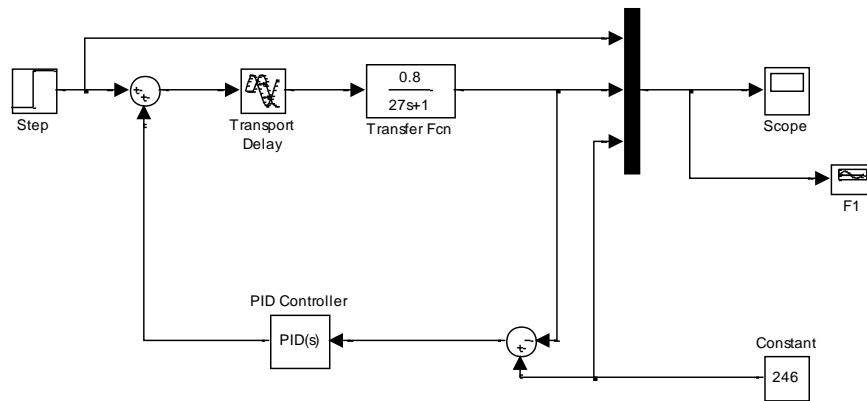 0.8
27s+1
Step
Transport
Delay
Transfer Fcn
Scope
F1
PID Controller
PID(s)
Constant
246